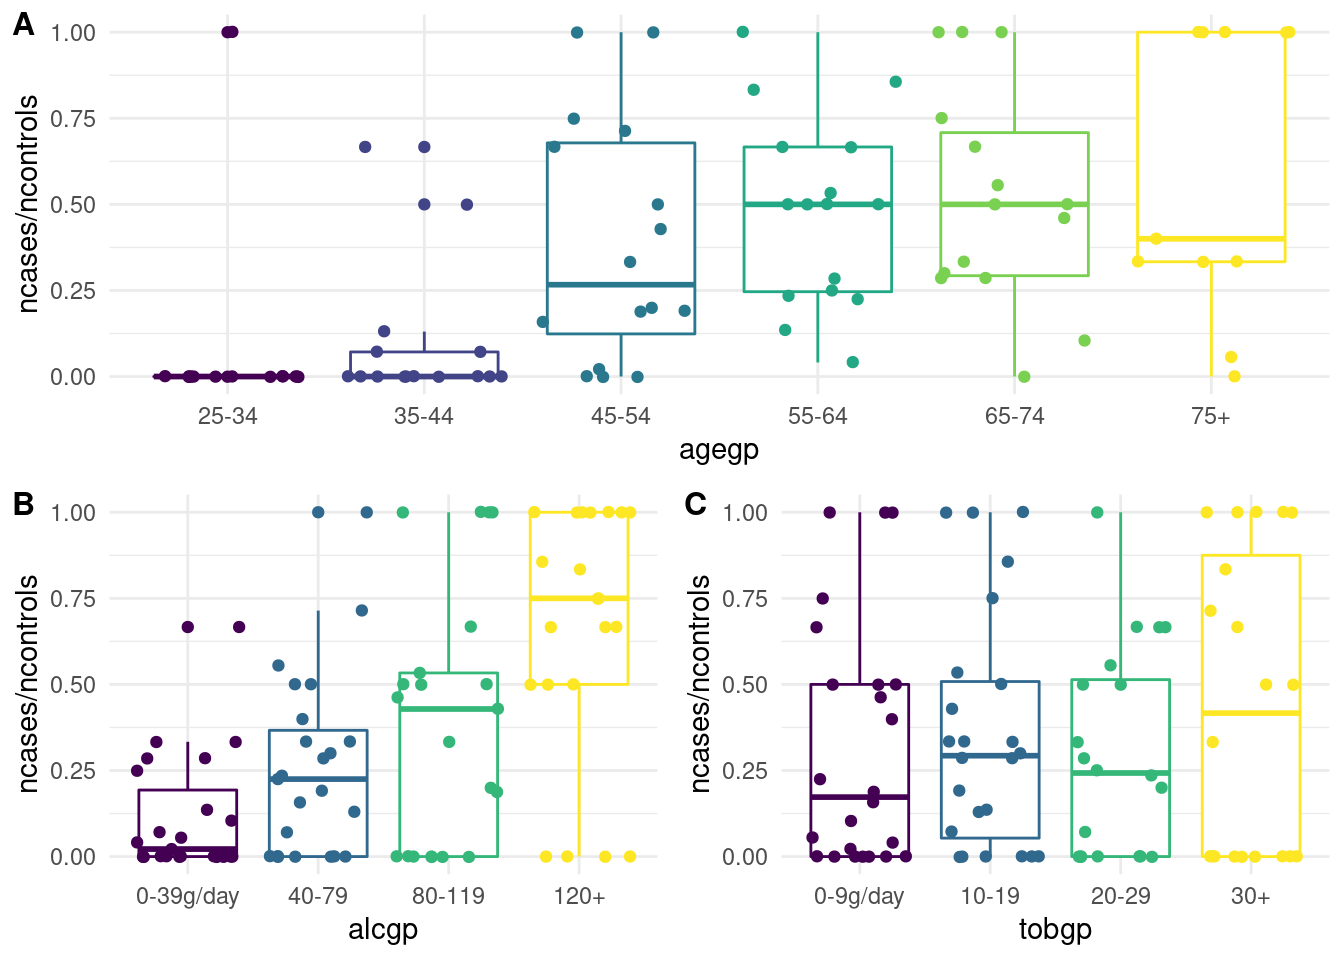 A
ncases/ncontrols
1.00
0.75
0.50
0.25
0.00
25-34 35-44 45-54 55-64 65-74 75+
agegp
B
ncases/ncontrols
1.00
0.75
0.50
0.25
0.00
0-39g/day 40-79 80-119 120+
alcgp
C
ncases/ncontrols
1.00
0.75
0.50
0.25
0.00
0-9g/day 10-19 20-29 30+
tobgp